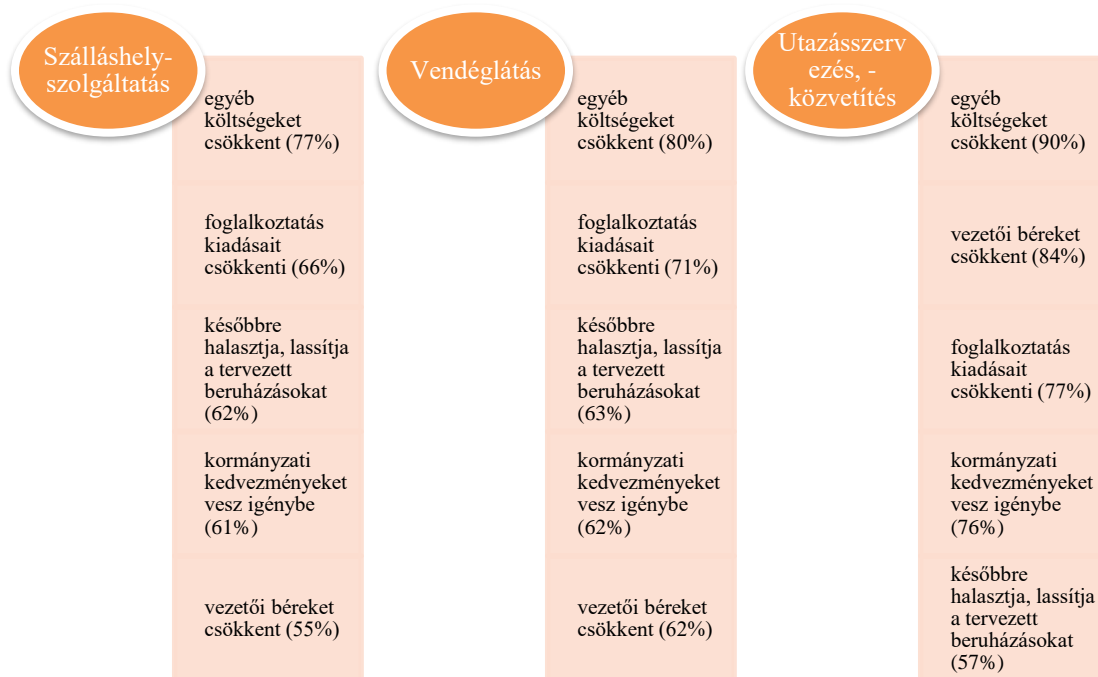 Szálláshely-
szolgáltatás
egyéb
költségeket
csökkent (77%)
foglalkoztatás
kiadásait
csökkenti (66%)
későbbre
halasztja, lassítja
a tervezett
beruházásokat
(62%)
kormányzati
kedvezményeket
vesz igénybe
(61%)
vezetői béreket
csökkent (55%)
Vendéglátás
egyéb
költségeket
csökkent (80%)
foglalkoztatás
kiadásait
csökkenti (71%)
későbbre
halasztja, lassítja
a tervezett
beruházásokat
(63%)
kormányzati
kedvezményeket
vesz igénybe
(62%)
vezetői béreket
csökkent (62%)
Utazásszerv
ezés, -
közvetítés
egyéb
költségeket
csökkent (90%)
vezetői béreket
csökkent (84%)
foglalkoztatás
kiadásait
csökkenti (77%)
kormányzati
kedvezményeket
vesz igénybe
(76%)
későbbre
halasztja, lassítja
a tervezett
beruházásokat
(57%)